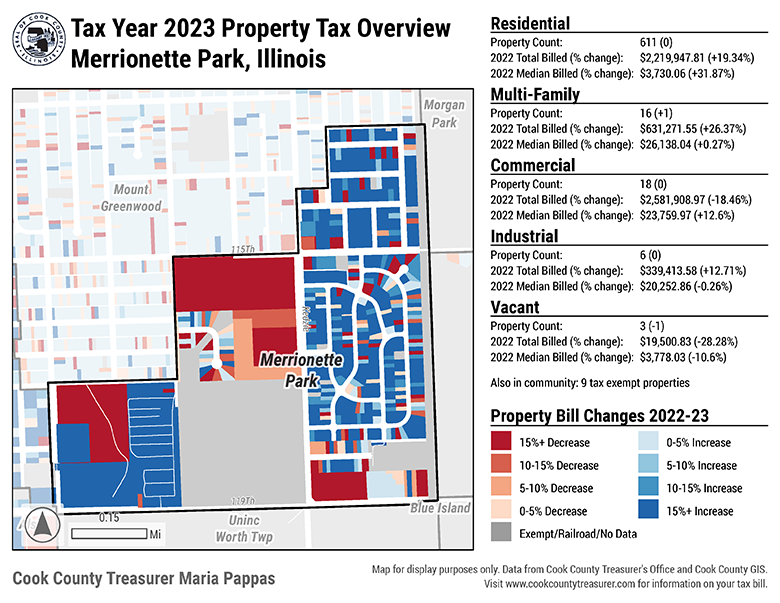 SEAL OF COOK COUNTY
ILLINOIS
Tax Year 2023 Property Tax Overview
Merrionette Park, Illinois
Morgan
Park
Mount
Greenwood
115Th
Kedzie
Merrionette
Park
119Th
Blue Island
Uninc
Worth Twp
0.15
Mi
Residential
Property Count: 611 (0)
2022 Total Billed (% change): $2,219,947.81 (+19.34%)
2022 Median Billed (% change): $3,730.06 (+31.87%)
Multi-Family
Property Count: 16 (+1)
2022 Total Billed (% change): $631,271.55 (+26.37%)
2022 Median Billed (% change): $26,138.04 (+0.27%)
Commercial
Property Count: 18 (0)
2022 Total Billed (% change): $2,581,908.97 (-18.46%)
2022 Median Billed (% change): $23,759.97 (+12.6%)
Industrial
Property Count: 6 (0)
2022 Total Billed (% change): $339,413.58 (+12.71%)
2022 Median Billed (% change): $20,252.86 (-0.26%)
Vacant
Property Count: 3 (-1)
2022 Total Billed (% change): $19,500.83 (-28.28%)
2022 Median Billed (% change): $3,778.03 (-10.6%)
Also in community: 9 tax exempt properties
Property Bill Changes 2022-23
15%+ Decrease
10-15% Decrease
5-10% Decrease
0-5% Decrease
Exempt/Railroad/No Data
0-5% Increase
5-10% Increase
10-15% Increase
15%+ Increase
Cook County Treasurer Maria Pappas
Map for display purposes only. Data from Cook County Treasurer's Office and Cook County GIS.
Visit www.cookcountytreasurer.com for information on your tax bill.